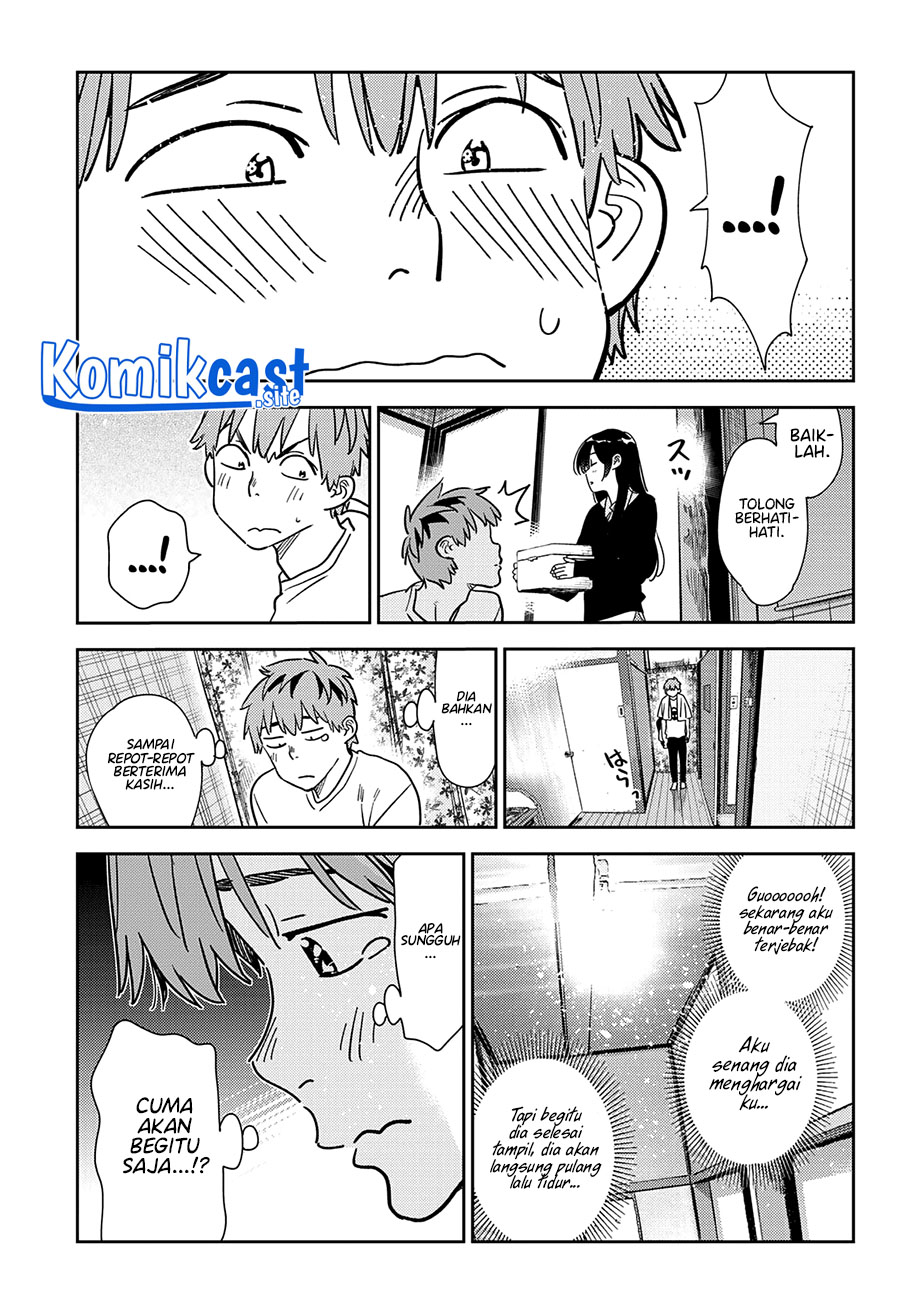 ....!
Komikcast
.site
BAIK-
LAH.
TOLONG
BERHATI-
HATI.
スッ
....!
はら、
DIA
BAHKAN
...
SAMPAI
REPOT-REPOT
BERTERIMA
KASIH...
Guooooooh!
sekarang aku
benar-benar
terjebak!
Aku
senang dia
menghargai
ku...
Tapi begitu
dia selesai
tampil, dia akan
langsung pulang
lalu tidur...
APA
SUNGGUH
...
CUMA
AKAN
BEGITU
SAJA...!?